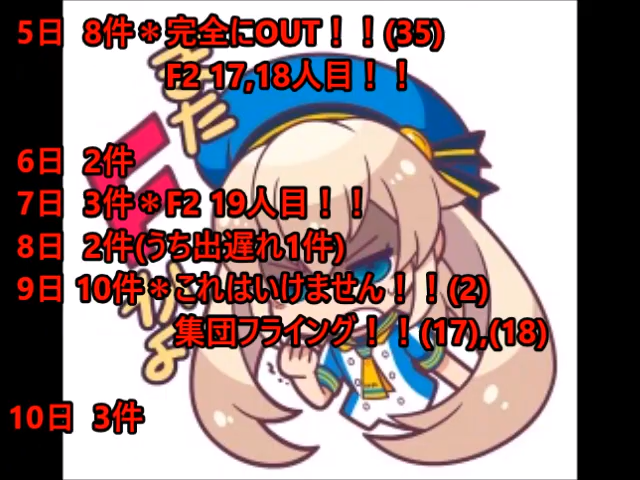 5日 8件＊完全にOUT！！(35)
F2 17,18人目！！
6日 2件
7日 3件＊F2 19人目！！
8日 2件(うち出遅れ1件)
9日 10件＊これはいけません！！(2)
集団フライング！！(17),(18)
10日 3件
また